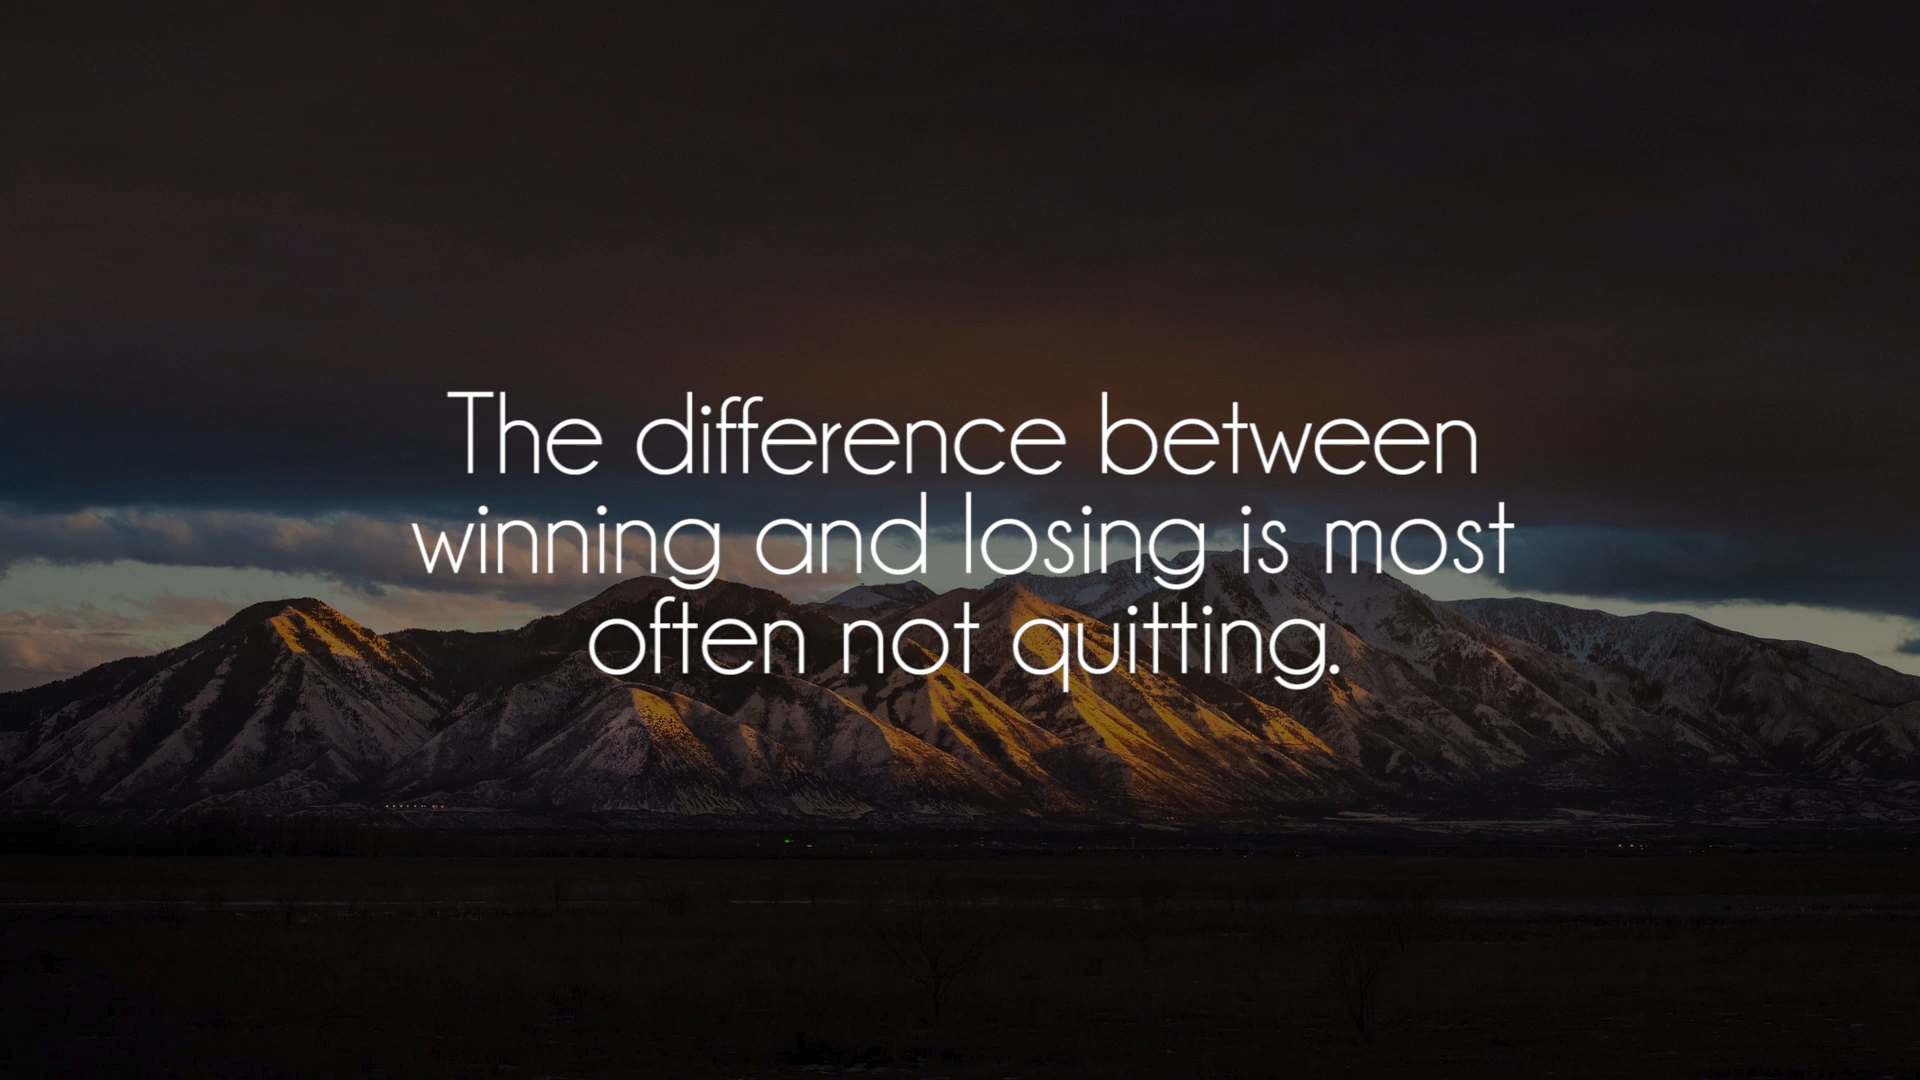 The difference between
winning and losing is most
often not quitting.